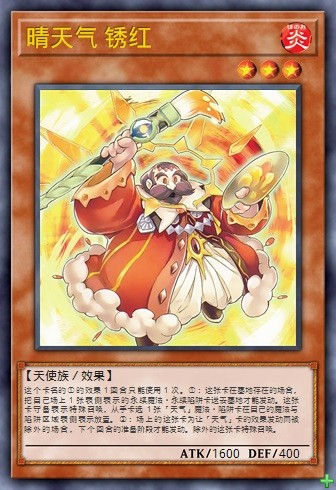 晴天气 锈红
炎
【天使族／效果】
这个卡名的①的效果1回合只能使用1次。①：这张卡在墓地存在的场合，
把自己场上1张表侧表示的永续魔法·永续陷阱卡送去墓地才能发动。这张
卡守备表示特殊召唤，从手卡选1张「天气」魔法·陷阱卡在自己的魔法与
陷阱区域表侧表示放置。②：场上的这张卡为让「天气」卡的效果发动而被
除外的场合，下个回合的准备阶段才能发动。除外的这张卡特殊召唤。
ATK/1600 DEF/400